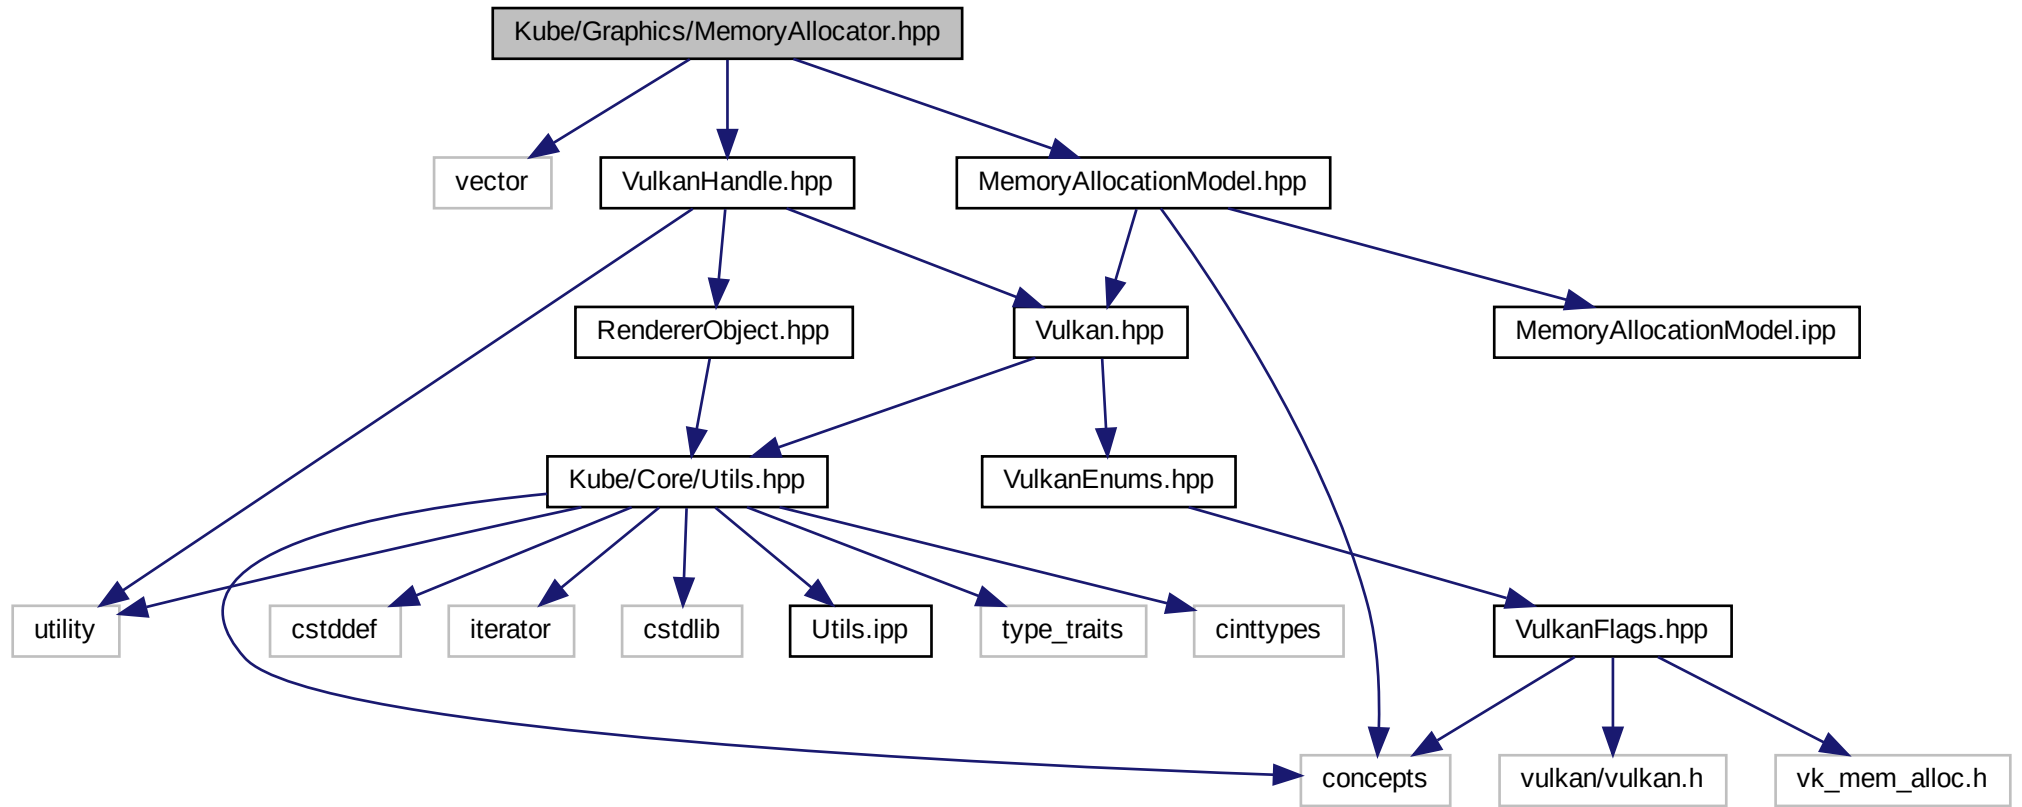 Kube/Graphics/MemoryAllocator.hpp
vector
VulkanHandle.hpp
MemoryAllocationModel.hpp
RendererObject.hpp
Vulkan.hpp
MemoryAllocationModel.ipp
Kube/Core/Utils.hpp
VulkanEnums.hpp
utility
cstddef
iterator
cstdlib
Utils.ipp
type_traits
cinttypes
VulkanFlags.hpp
concepts
vulkan/vulkan.h
vk_mem_alloc.h